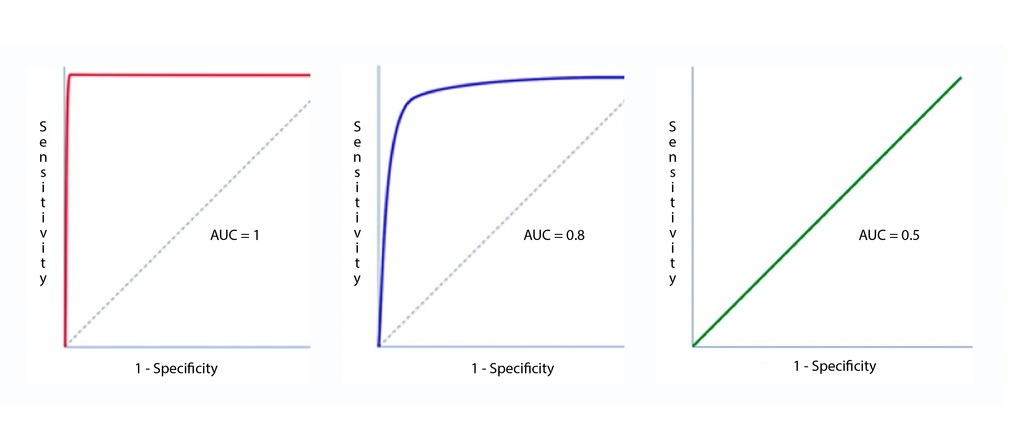 Sensitivity
AUC = 1
1 - Specificity
Sensitivity
AUC = 0.8
1 - Specificity
Sensitivity
AUC = 0.5
1 - Specificity